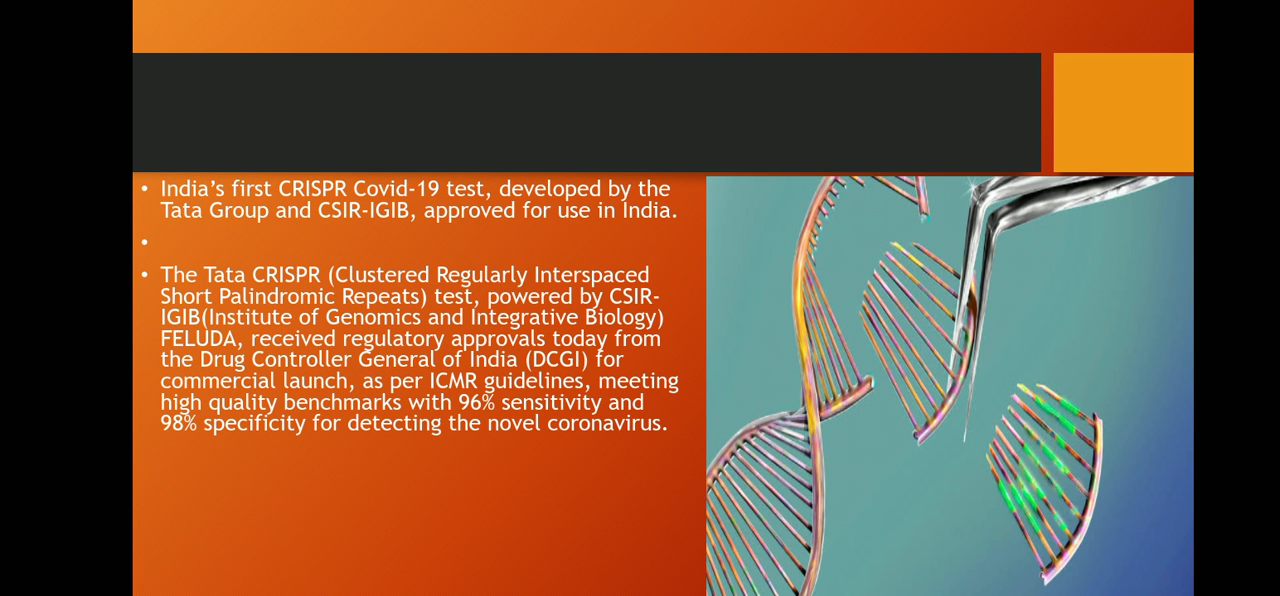 • India’s first CRISPR Covid-19 test, developed by the
Tata Group and CSIR-IGIB, approved for use in India.
•
• The Tata CRISPR (Clustered Regularly Interspaced
Short Palindromic Repeats) test, powered by CSIR-
IGIB(Institute of Genomics and Integrative Biology)
FELUDA, received regulatory approvals today from
the Drug Controller General of India (DCGI) for
commercial launch, as per ICMR guidelines, meeting
high quality benchmarks with 96% sensitivity and
98% specificity for detecting the novel coronavirus.